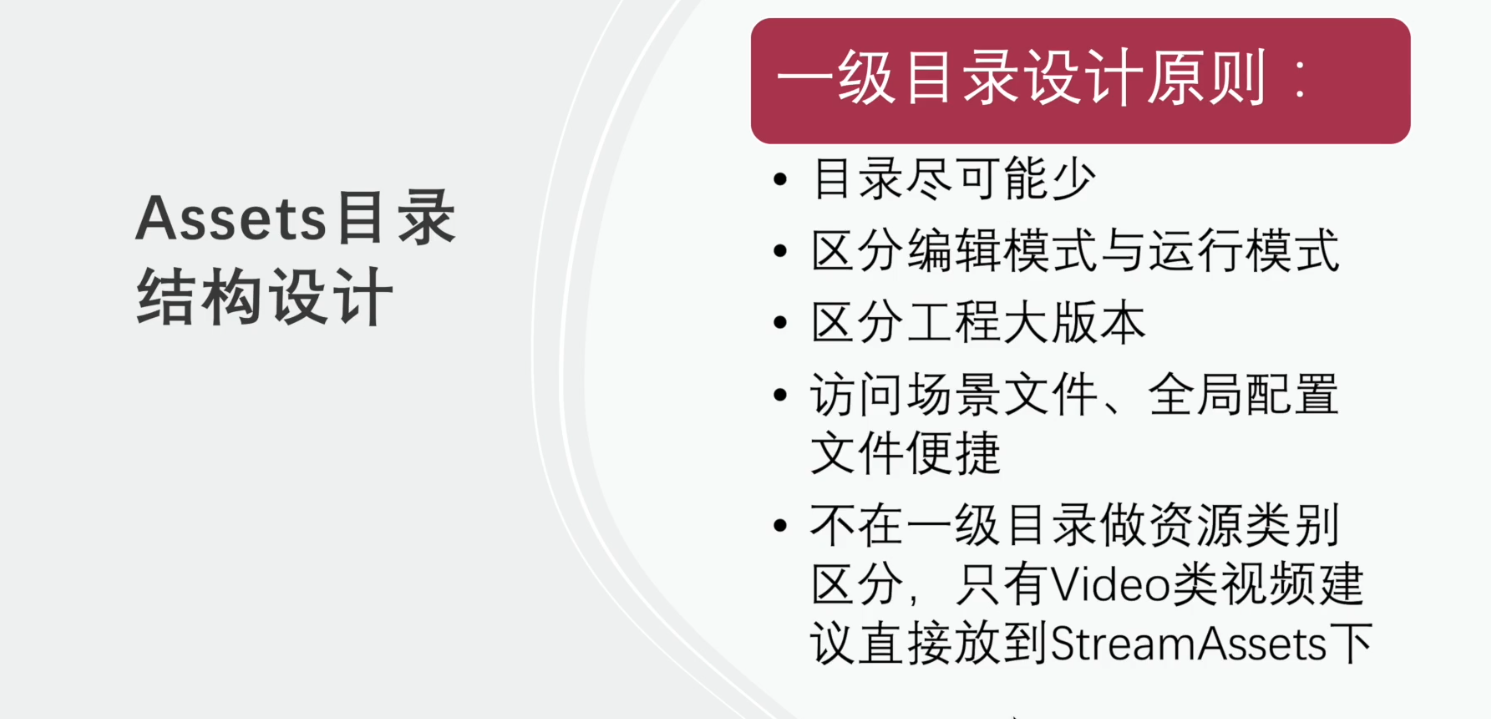 Assets目录
结构设计
一级目录设计原则：
• 目录尽可能少
• 区分编辑模式与运行模式
• 区分工程大版本
• 访问场景文件、全局配置
文件便捷
• 不在一级目录做资源类别
区分，只有Video类视频建
议直接放到StreamAssets下